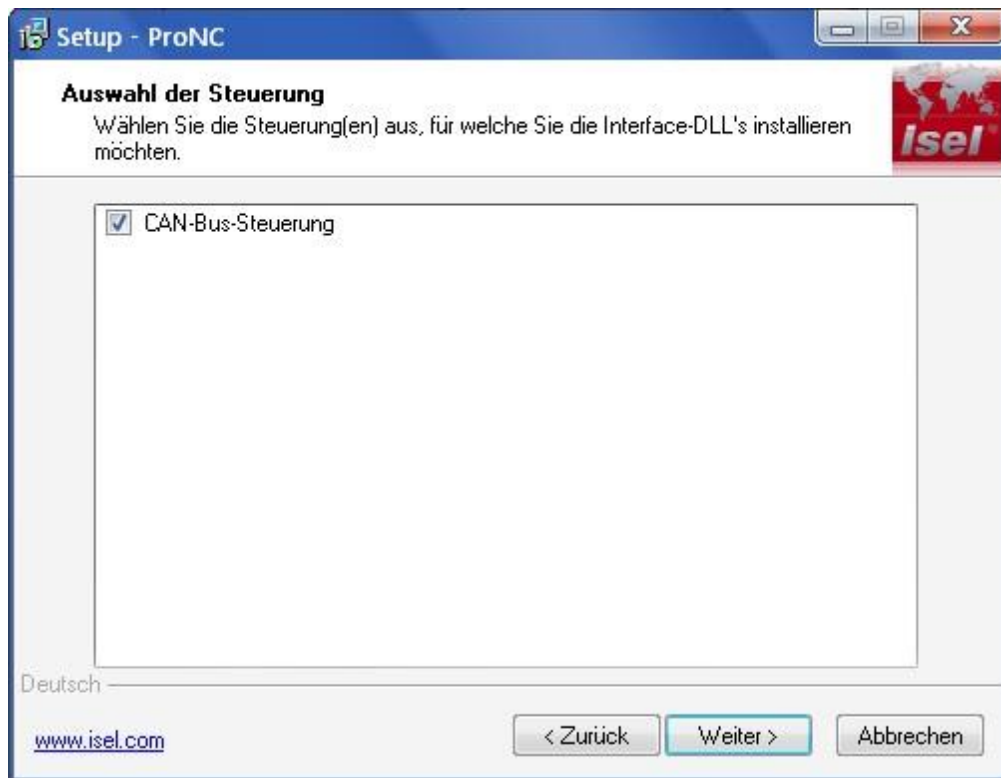 Setup - ProNC
Auswahl der Steuerung
Wählen Sie die Steuerung(en) aus, für welche Sie die Interface-DLL's installieren
möchten.
isel
CAN-Bus-Steuerung
Deutsch
www.isel.com
< Zurück
Weiter >
Abbrechen